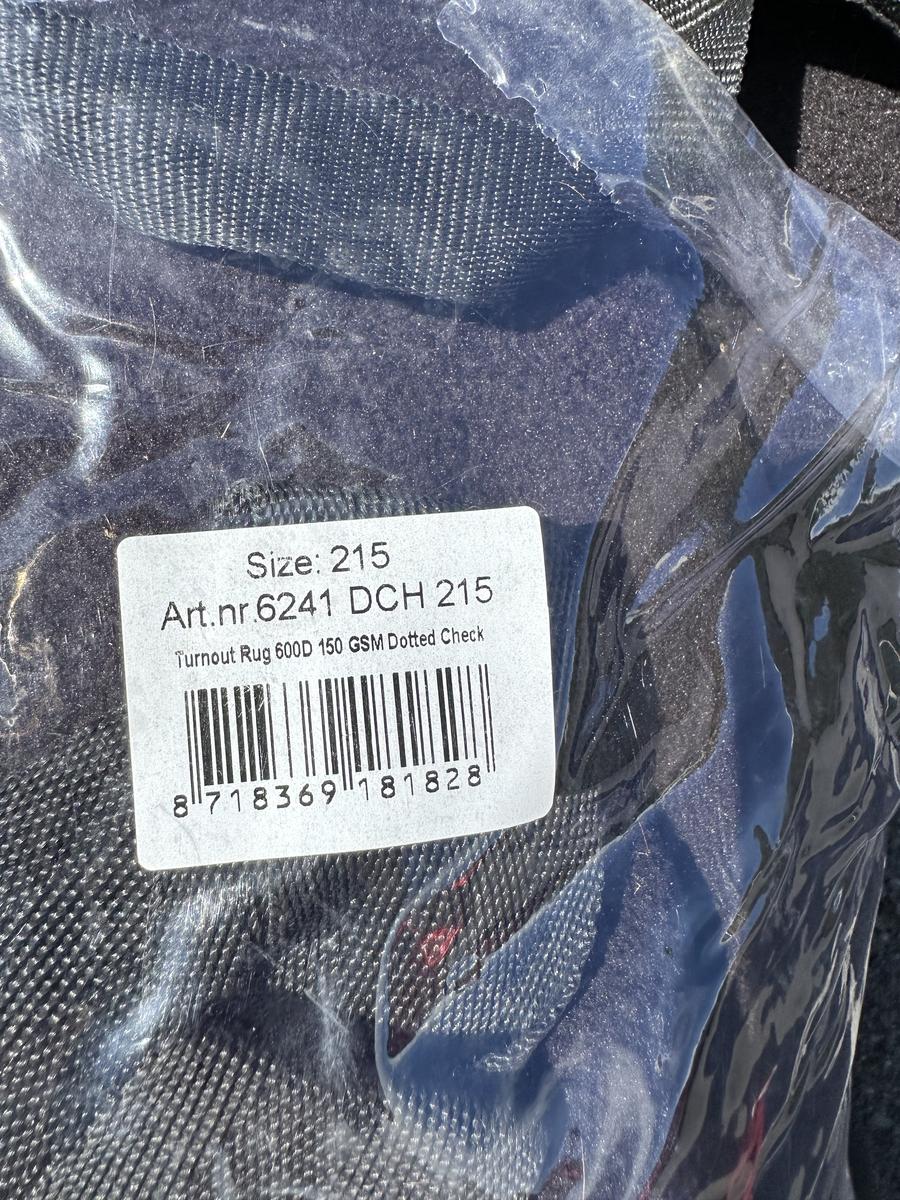 Size: 215
Art.nr.6241 DCH 215
Turnout Rug 600D 150 GSM Dotted Check
8 718369 181828